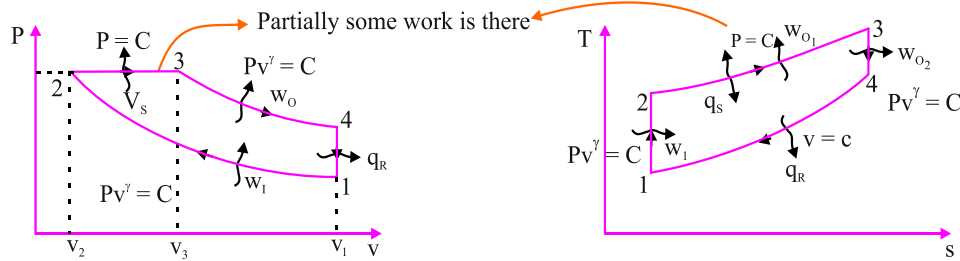 Partially some work is there
P
P = C
2
3
V_S
Pv^γ = C
w_O
4
q_R
1
w_I
Pv^γ = C
v_2
v_3
v_1
v
T
P = C
w_O₁
3
w_O₂
4
Pv^γ = C
2
q_S
w_1
Pv^γ = C
v = c
q_R
1
s